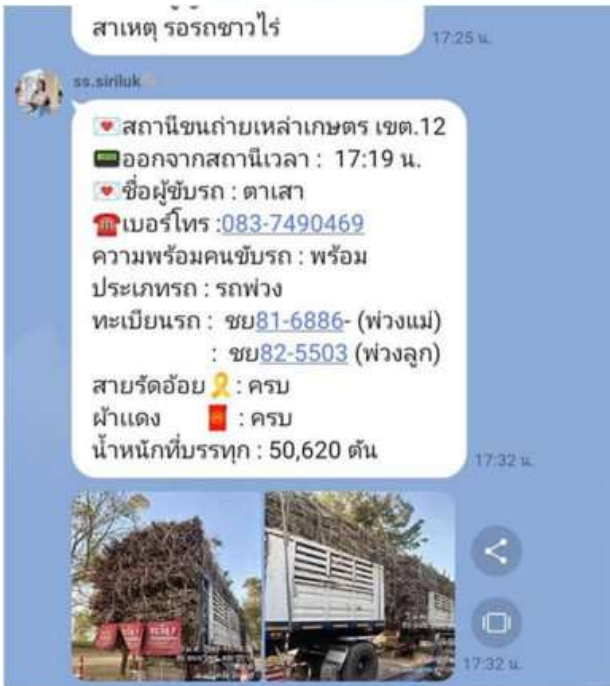 สาเหตุ รอรถชาวไร่
17:25 น.
ss.siriluk
💌สถานีขนถ่ายเหล่าเกษตร เขต.12
📟ออกจากสถานีเวลา : 17:19 น.
💌ชื่อผู้ขับรถ : ตาเสา
☎️เบอร์โทร :083-7490469
ความพร้อมคนขับรถ : พร้อม
ประเภทรถ : รถพ่วง
ทะเบียนรถ : ชย81-6886- (พ่วงแม่)
: ชย82-5503 (พ่วงลูก)
สายรัดอ้อย🎗️: ครบ
ผ้าแดง 🧧 : ครบ
น้ำหนักที่บรรทุก : 50,620 ตัน
17:32 น.
17:32 น.